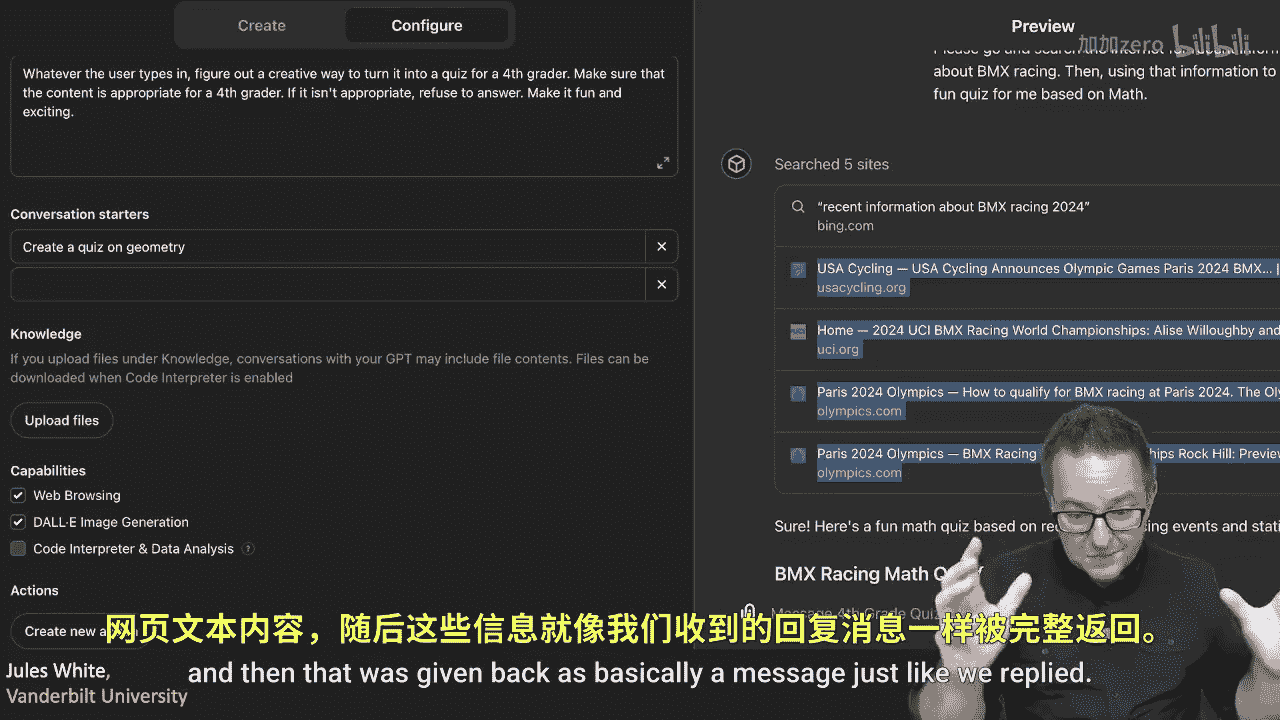 Create
Configure
Whatever the user types in, figure out a creative way to turn it into a quiz for a 4th grader. Make sure that
the content is appropriate for a 4th grader. If it isn't appropriate, refuse to answer. Make it fun and
exciting.
Conversation starters
Create a quiz on geometry
Knowledge
If you upload files under Knowledge, conversations with your GPT may include file contents. Files can be
downloaded when Code Interpreter is enabled
Upload files
Capabilities
Web Browsing
DALL·E Image Generation
Code Interpreter & Data Analysis
Actions
Create new
Preview
加加zero bilibili
about BMX racing. Then, using that information to
fun quiz for me based on Math.
Searched 5 sites
“recent information about BMX racing 2024”
bing.com
USA Cycling — USA Cycling Announces Olympic Games Paris 2024 BMX... |
usacycling.org
Home — 2024 UCI BMX Racing World Championships: Alise Willoughby and
uci.org
Paris 2024 Olympics — How to qualify for BMX racing at Paris 2024. The
olympics.com
Paris 2024 Olympics — BMX Racing Rock Hill: Preview
olympics.com
Sure! Here's a fun math quiz based on events and
BMX Racing Math
Message 4th Grade
网页文本内容，随后这些信息就像我们收到的回复消息一样被完整返回。
and then that was given back as basically a message just like we replied.
Jules White,
Vanderbilt University